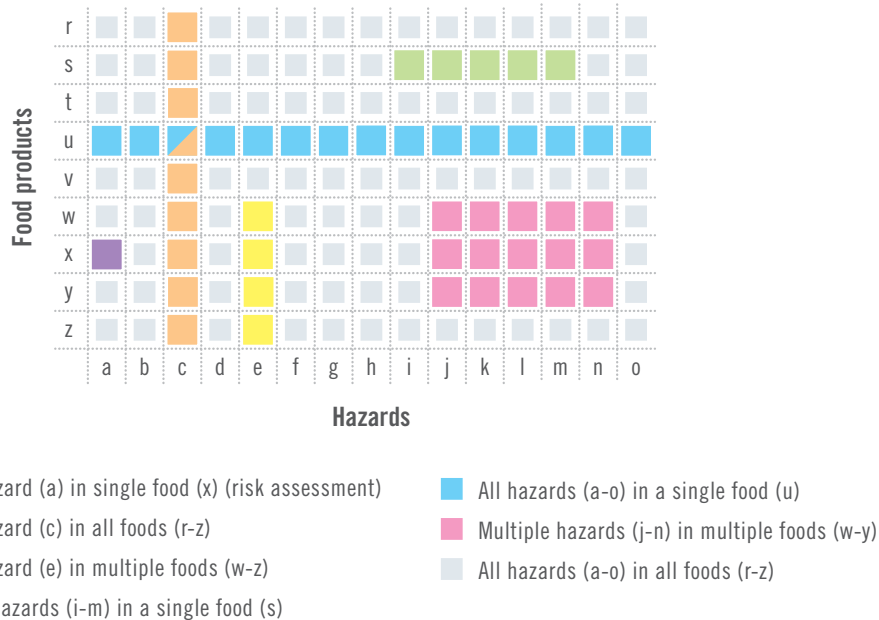 r
s
t
u
v
w
x
y
z
Food products
a b c d e f g h i j k l m n o
Hazards
zard (a) in single food (x) (risk assessment)
zard (c) in all foods (r-z)
zard (e) in multiple foods (w-z)
hazards (i-m) in a single food (s)
All hazards (a-o) in a single food (u)
Multiple hazards (j-n) in multiple foods (w-y)
All hazards (a-o) in all foods (r-z)